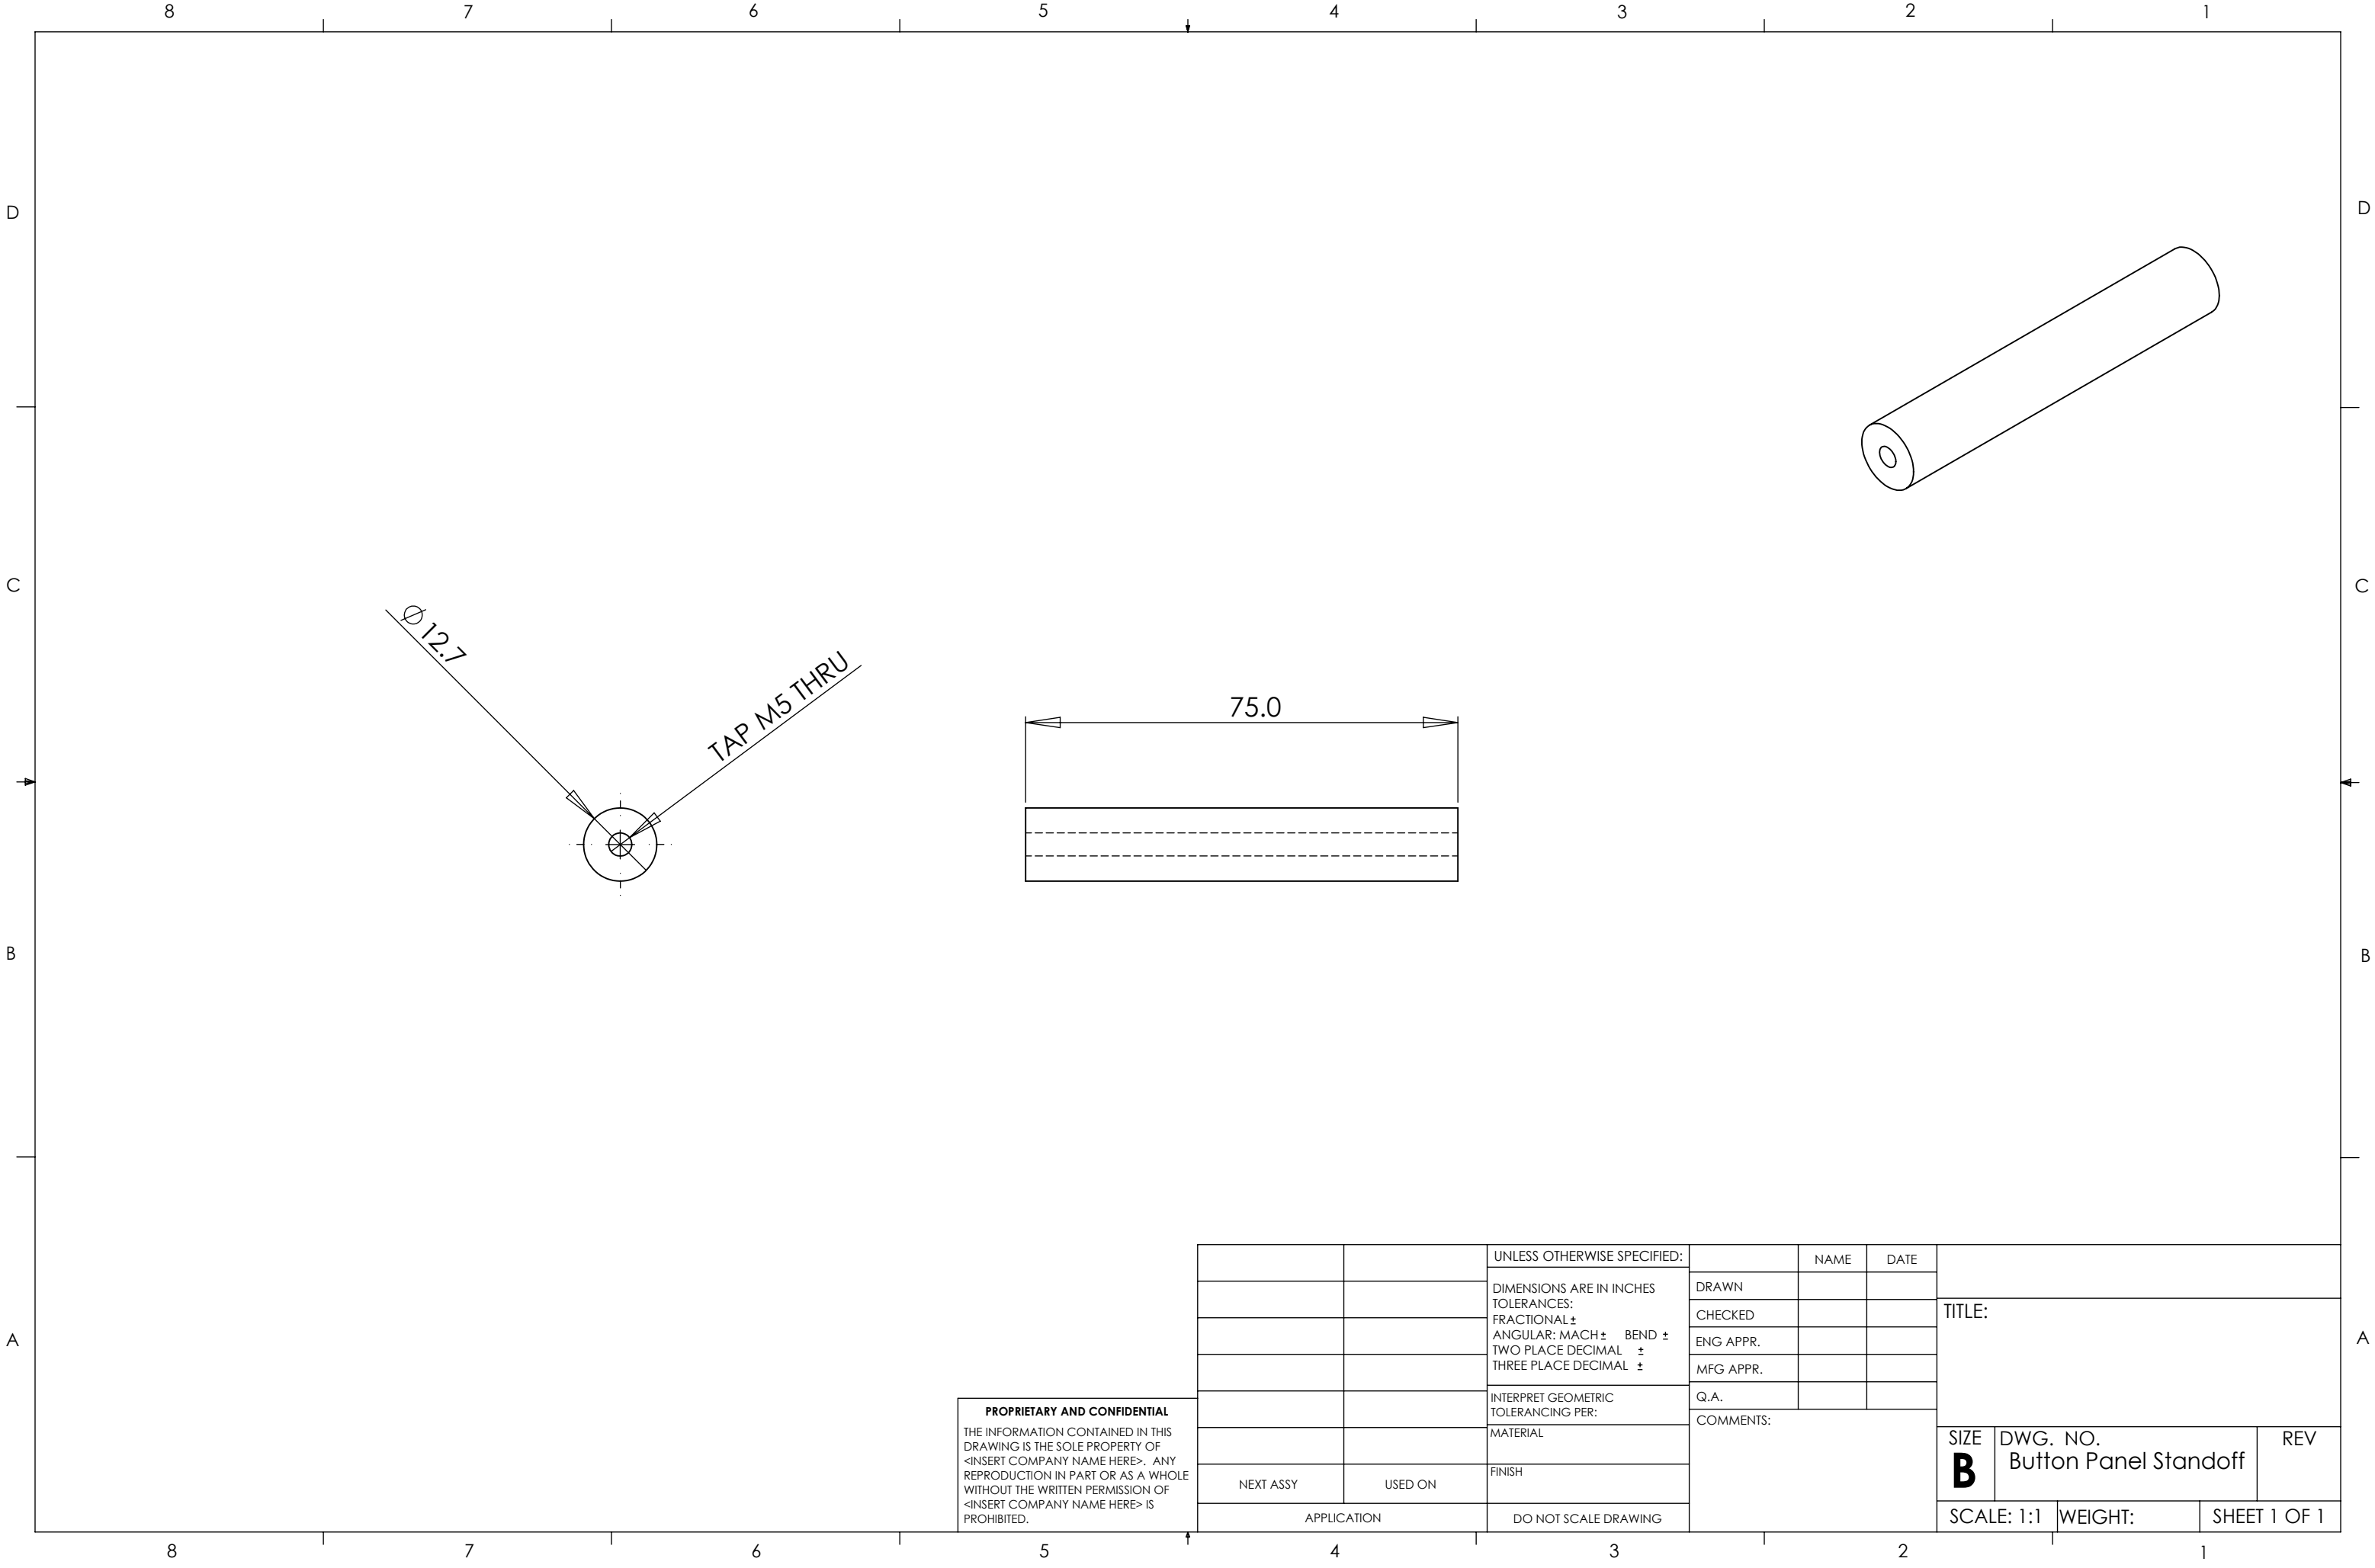 8 7 6 5 4 3 2 1
D D
C C
B B
A A
⌀ 12.7
TAP M5 THRU
75.0
PROPRIETARY AND CONFIDENTIAL
THE INFORMATION CONTAINED IN THIS
DRAWING IS THE SOLE PROPERTY OF
<INSERT COMPANY NAME HERE>. ANY
REPRODUCTION IN PART OR AS A WHOLE
WITHOUT THE WRITTEN PERMISSION OF
<INSERT COMPANY NAME HERE> IS
PROHIBITED.
NEXT ASSY
USED ON
APPLICATION
UNLESS OTHERWISE SPECIFIED:
DIMENSIONS ARE IN INCHES
TOLERANCES:
FRACTIONAL ±
ANGULAR: MACH ± BEND ±
TWO PLACE DECIMAL ±
THREE PLACE DECIMAL ±
INTERPRET GEOMETRIC
TOLERANCING PER:
MATERIAL
FINISH
DO NOT SCALE DRAWING
NAME DATE
DRAWN
CHECKED
ENG APPR.
MFG APPR.
Q.A.
COMMENTS:
TITLE:
SIZE
B
DWG. NO.
Button Panel Standoff
REV
SCALE: 1:1
WEIGHT:
SHEET 1 OF 1
8 7 6 5 4 3 2 1